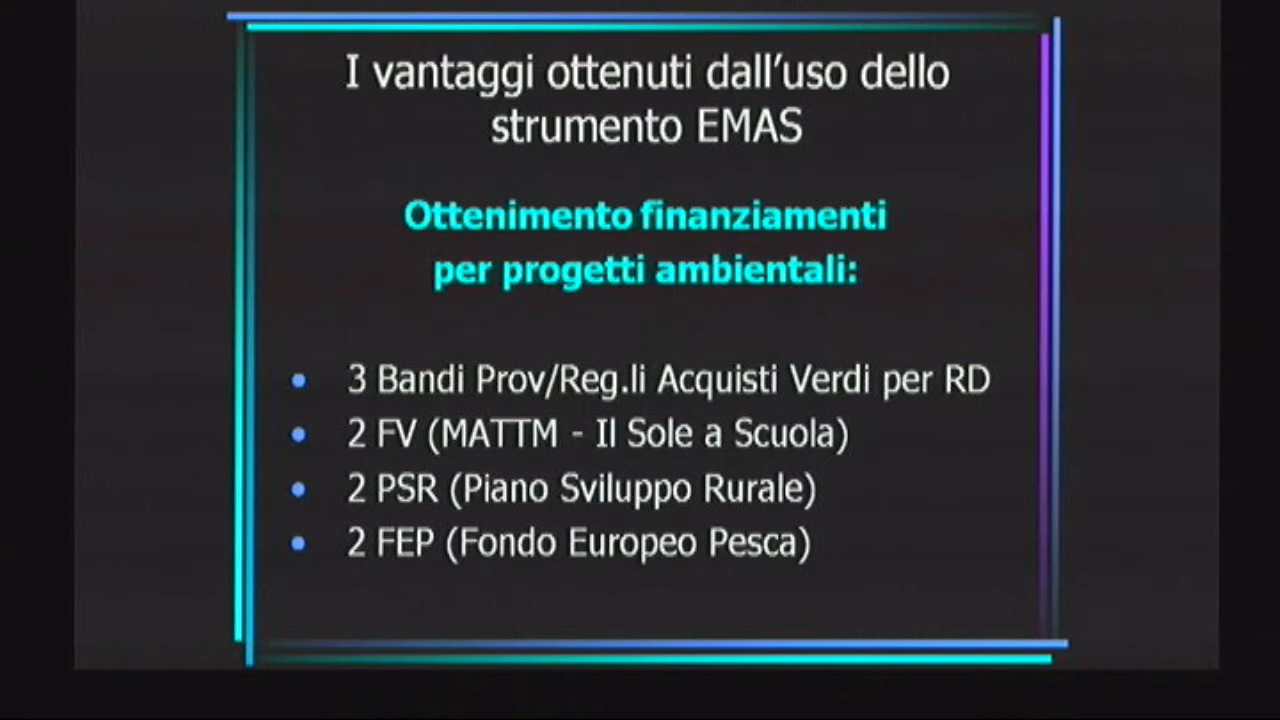 I vantaggi ottenuti dall'uso dello
strumento EMAS
Ottenimento finanziamenti
per progetti ambientali:
• 3 Bandi Prov/Reg.li Acquisti Verdi per RD
• 2 FV (MATTM - Il Sole a Scuola)
• 2 PSR (Piano Sviluppo Rurale)
• 2 FEP (Fondo Europeo Pesca)